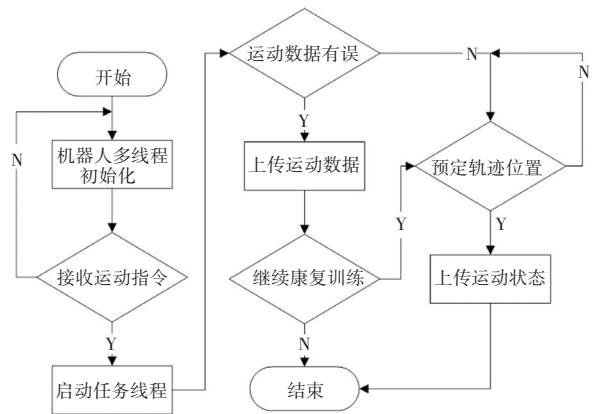 开始
N
机器人多线程
初始化
接收运动指令
Y
启动任务线程
运动数据有误
N
Y
上传运动数据
继续康复训练
Y
N
结束
N
预定轨迹位置
Y
上传运动状态